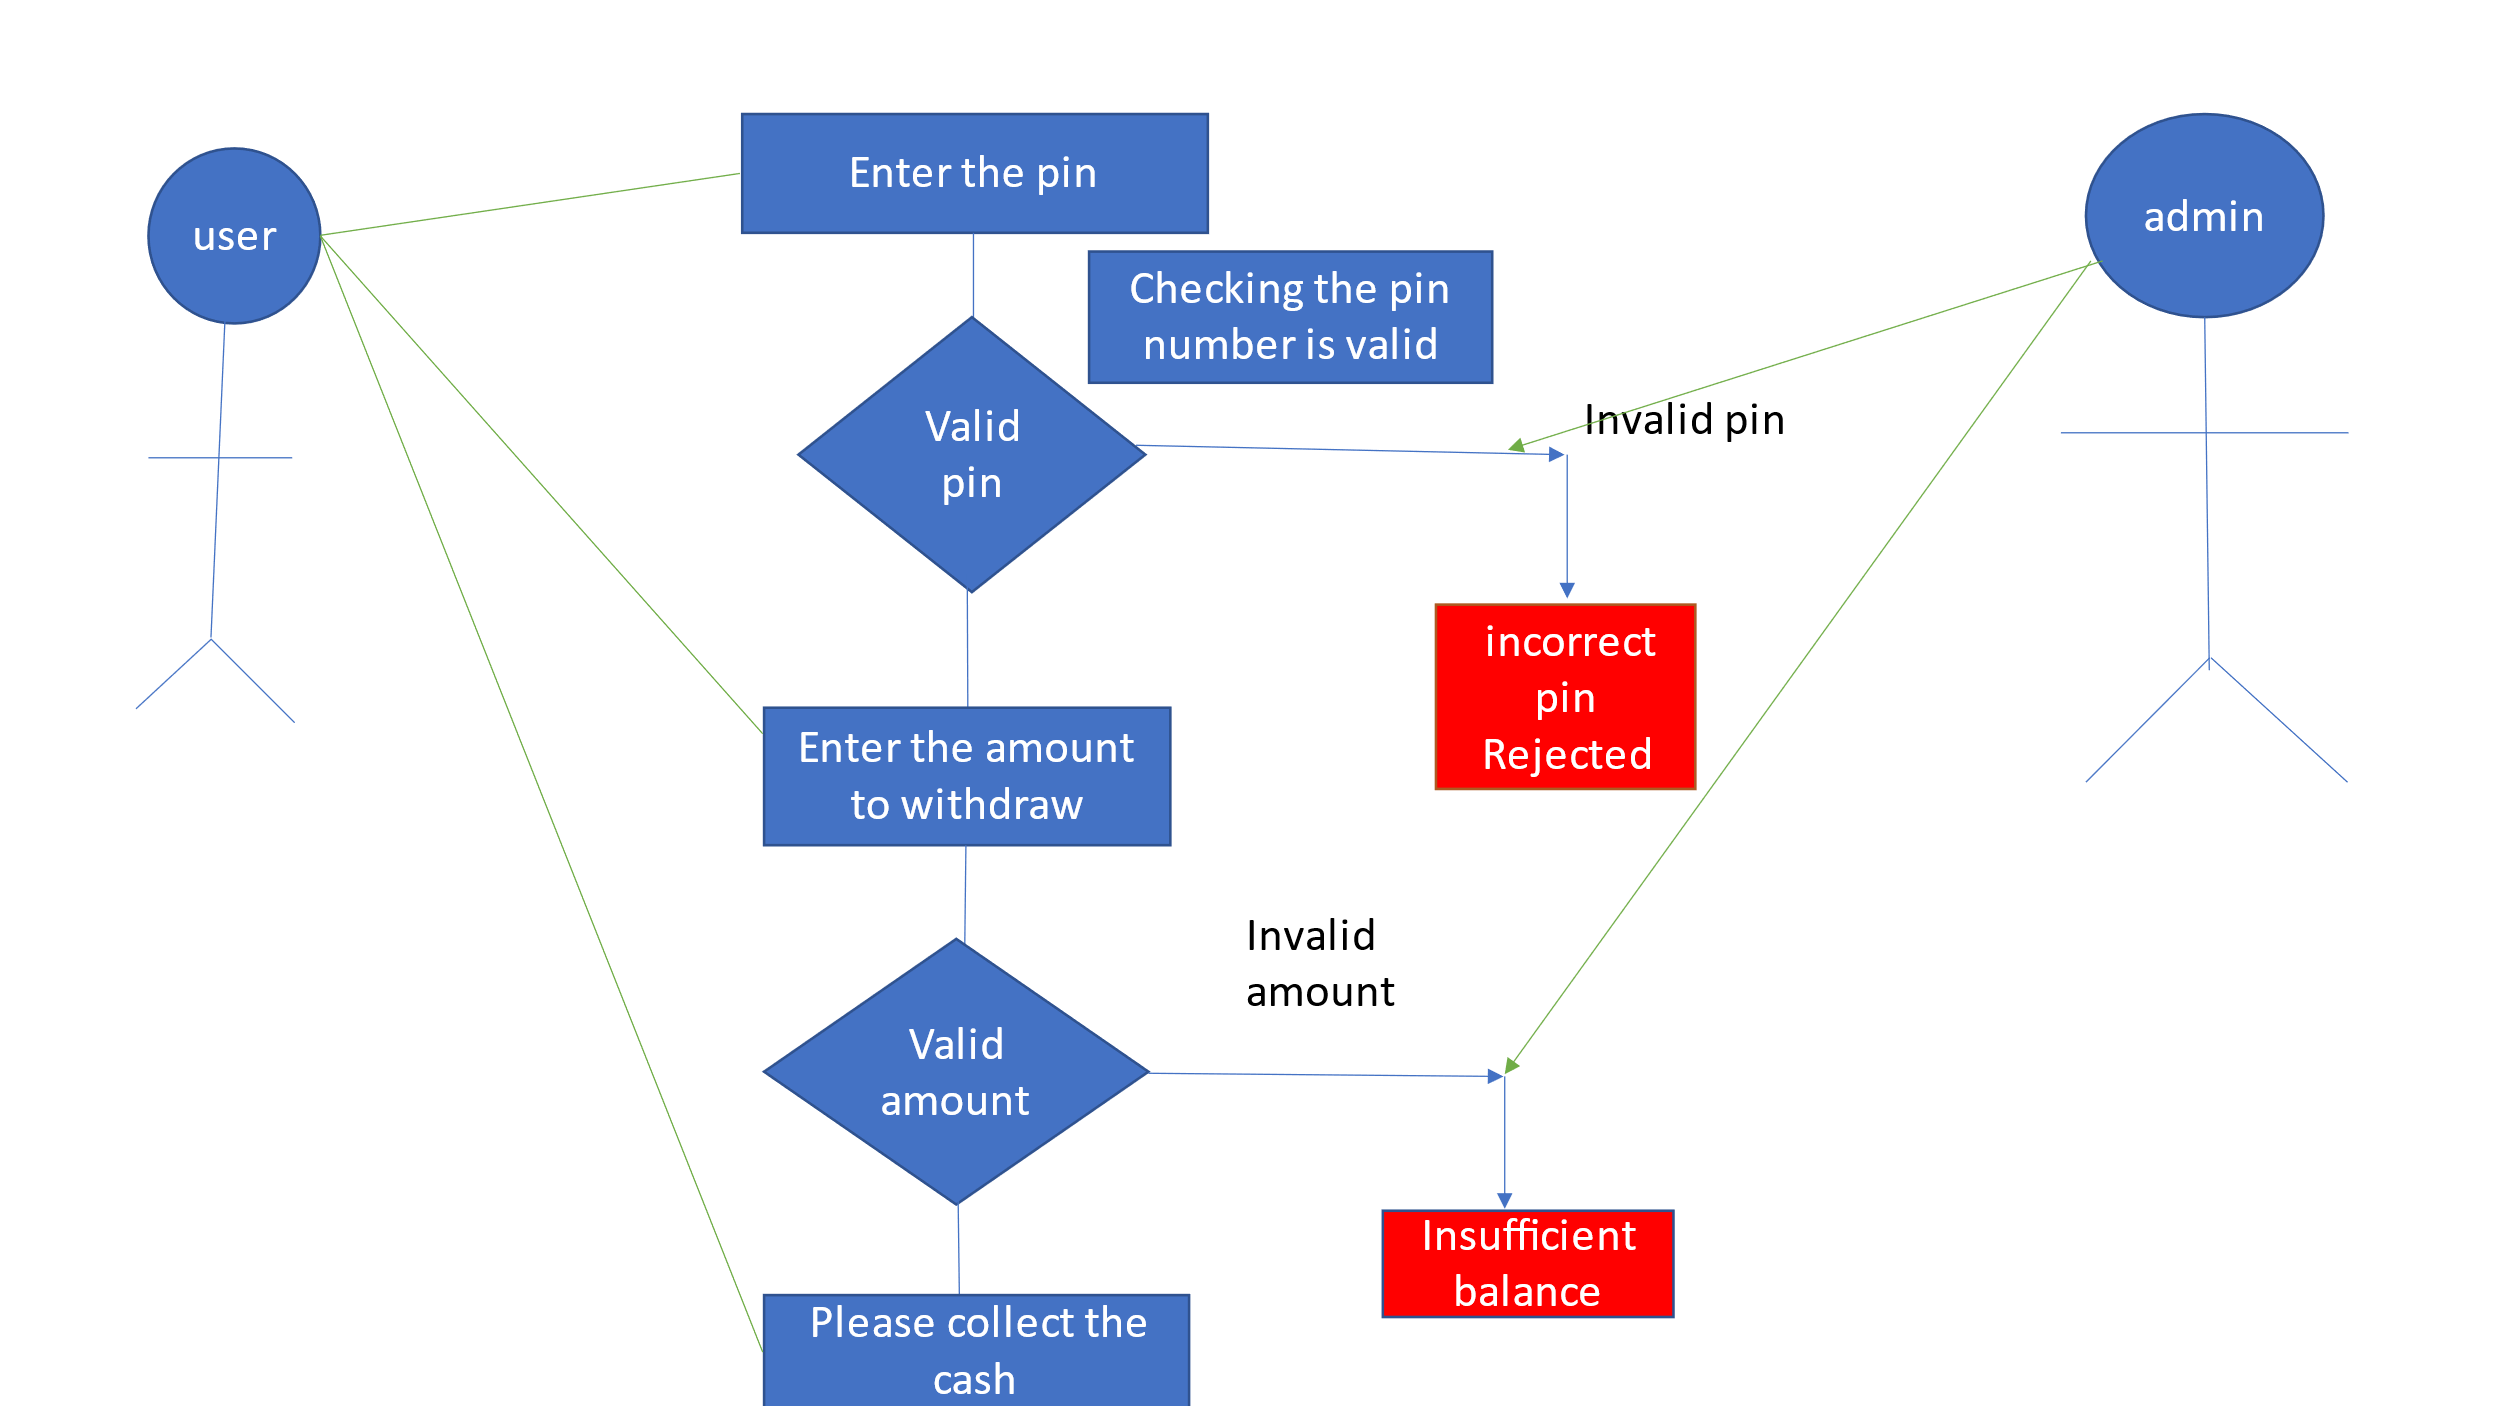 Enter the pin
user
admin
Checking the pin
number is valid
Valid
pin
Invalid pin
incorrect
pin
Rejected
Enter the amount
to withdraw
Invalid
amount
Valid
amount
Insufficient
balance
Please collect the
cash